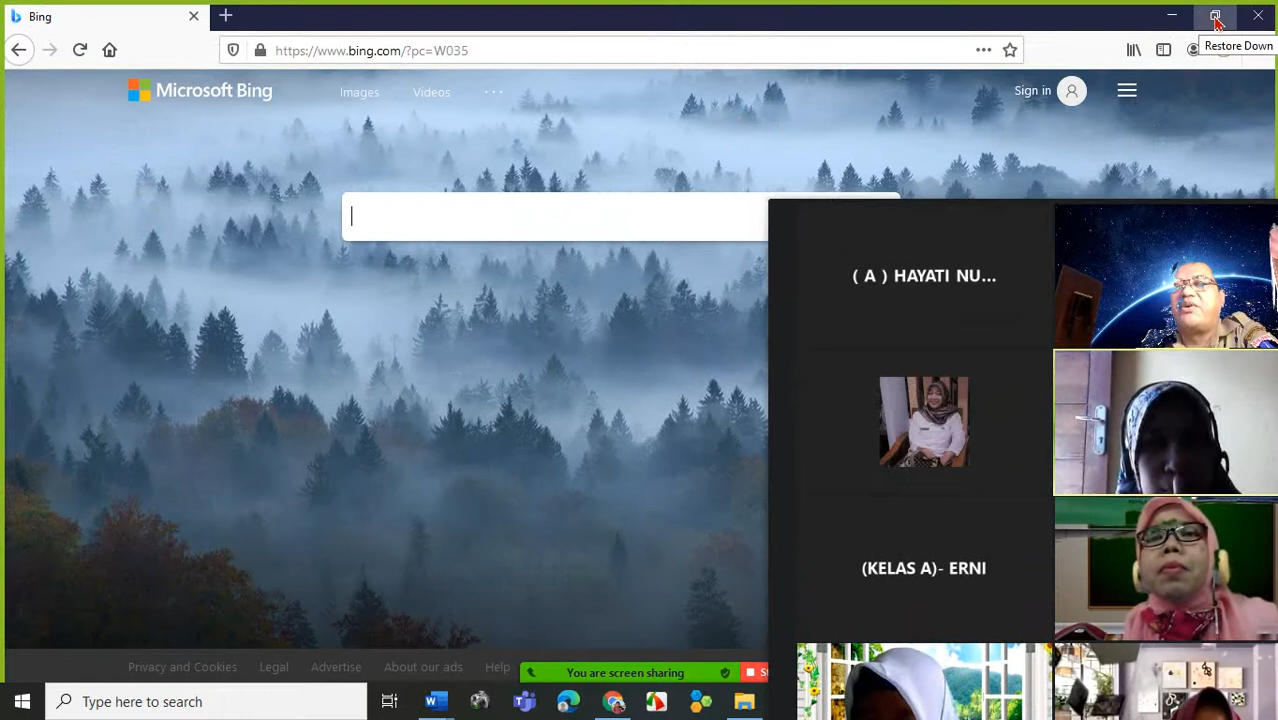 Bing
https://www.bing.com/?pc=W035
Restore Down
Microsoft Bing
Images
Videos
Sign in
( A ) HAYATI NU...
(KELAS A)- ERNI
Privacy and Cookies
Legal
Advertise
About our ads
Help
You are screen sharing
Type here to search